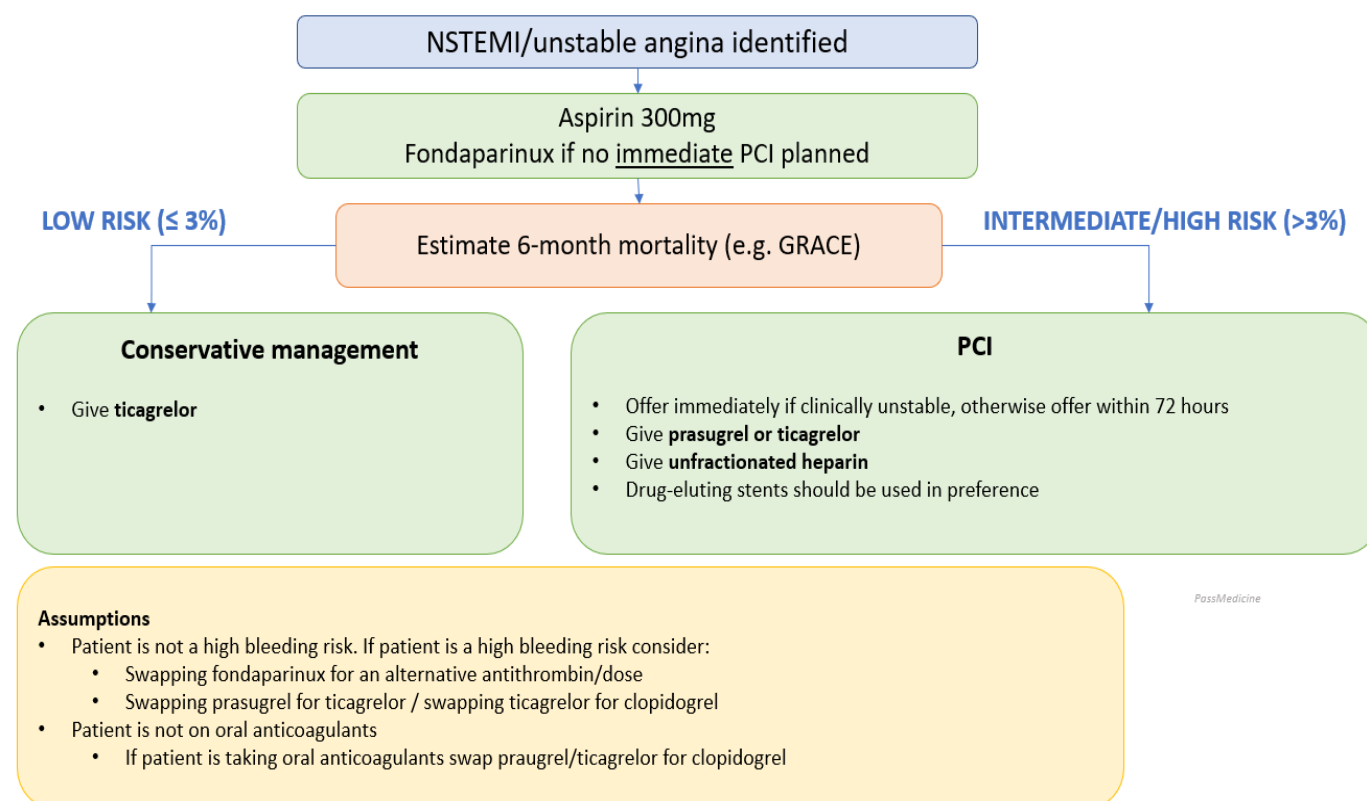 NSTEMI/unstable angina identified
Aspirin 300mg
Fondaparinux if no immediate PCI planned
LOW RISK (≤ 3%)
INTERMEDIATE/HIGH RISK (>3%)
Estimate 6-month mortality (e.g. GRACE)
Conservative management
• Give ticagrelor
PCI
• Offer immediately if clinically unstable, otherwise offer within 72 hours
• Give prasugrel or ticagrelor
• Give unfractionated heparin
• Drug-eluting stents should be used in preference
PassMedicine
Assumptions
• Patient is not a high bleeding risk. If patient is a high bleeding risk consider:
• Swapping fondaparinux for an alternative antithrombin/dose
• Swapping prasugrel for ticagrelor / swapping ticagrelor for clopidogrel
• Patient is not on oral anticoagulants
• If patient is taking oral anticoagulants swap praugrel/ticagrelor for clopidogrel